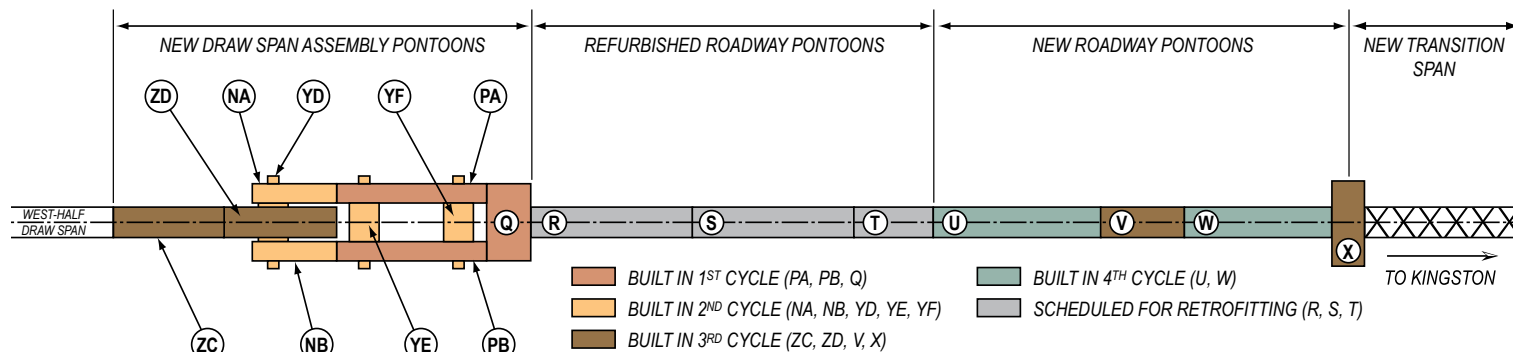 NEW DRAW SPAN ASSEMBLY PONTOONS
REFURBISHED ROADWAY PONTOONS
NEW ROADWAY PONTOONS
NEW TRANSITION
SPAN
ZD
NA
YD
YF
PA
WEST-HALF
DRAW SPAN
Q
R
S
T
U
V
W
X
TO KINGSTON
ZC
NB
YE
PB
BUILT IN 1ST CYCLE (PA, PB, Q)
BUILT IN 2ND CYCLE (NA, NB, YD, YE, YF)
BUILT IN 3RD CYCLE (ZC, ZD, V, X)
BUILT IN 4TH CYCLE (U, W)
SCHEDULED FOR RETROFITTING (R, S, T)